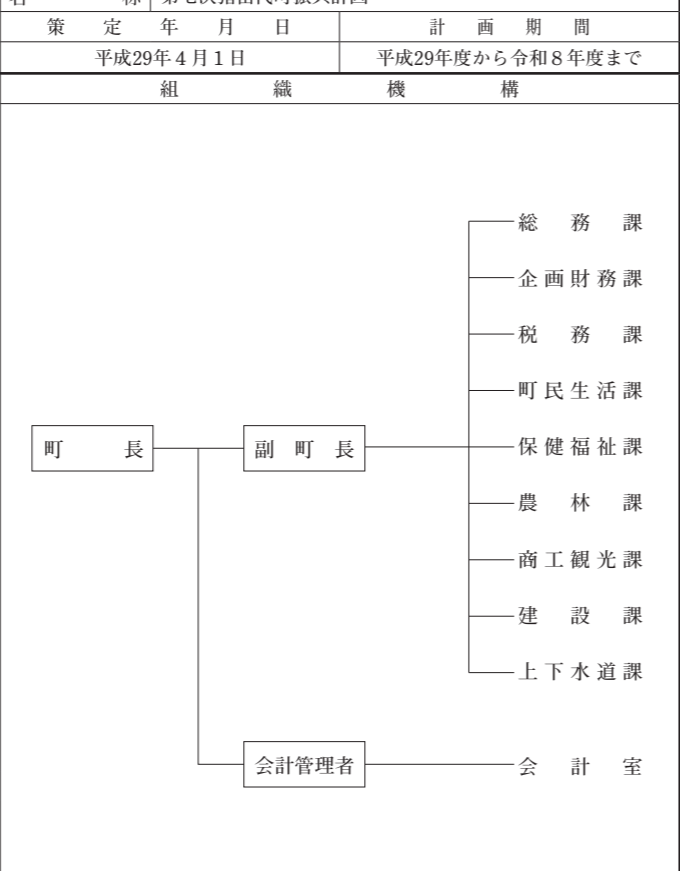 策定年月日 計画期間
平成29年４月１日 平成29年度から令和８年度まで
組織機構
総務課
企画財務課
税務課
町民生活課
町長 副町長 保健福祉課
農林課
商工観光課
建設課
上下水道課
会計管理者 会計室